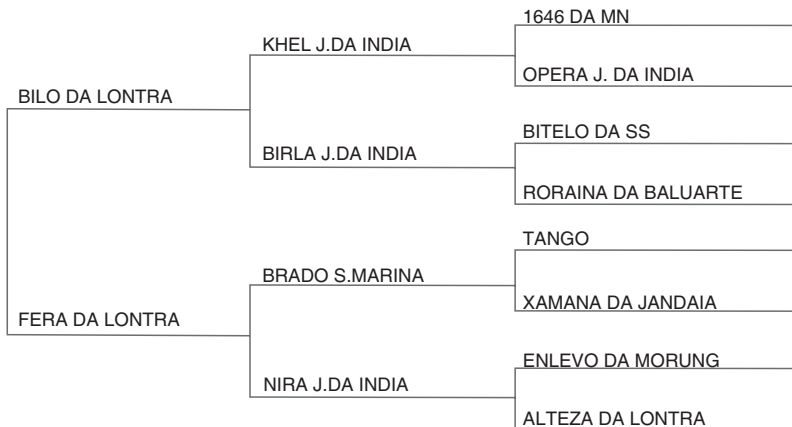 1646 DA MN
KHEL J.DA INDIA
OPERA J. DA INDIA
BILO DA LONTRA
BITELO DA SS
BIRLA J.DA INDIA
RORAINA DA BALUARTE
TANGO
BRADO S.MARINA
XAMANA DA JANDAIA
FERA DA LONTRA
ENLEVO DA MORUNG
NIRA J.DA INDIA
ALTEZA DA LONTRA